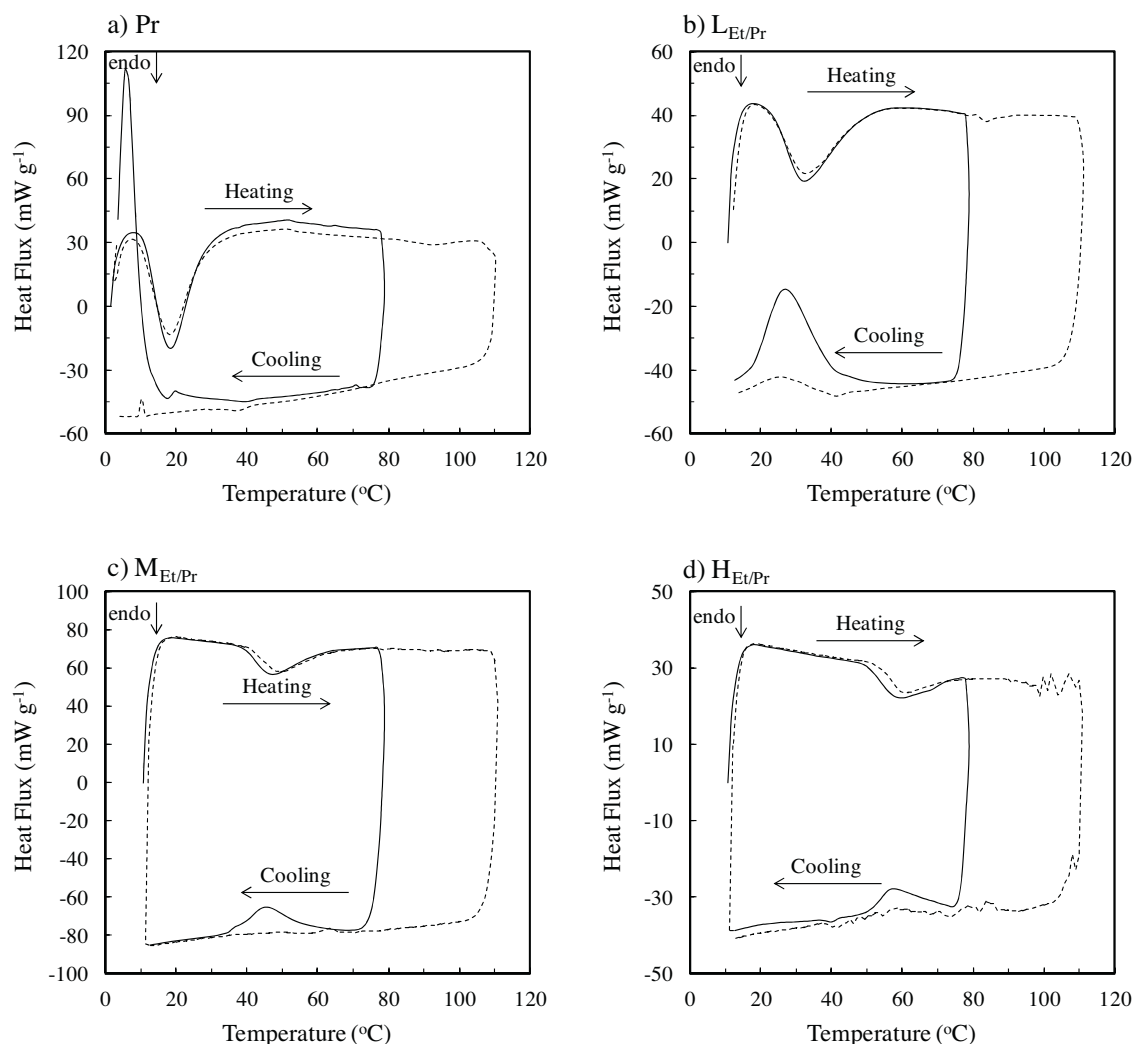 a) Pr
endo
Heating
Cooling
120
90
60
30
0
-30
-60
0 20 40 60 80 100 120
Heat Flux (mW g-1)
Temperature (oC)
b) LEt/Pr
endo
Heating
Cooling
60
40
20
0
-20
-40
-60
0 20 40 60 80 100 120
Heat Flux (mW g-1)
Temperature (oC)
c) MEt/Pr
endo
Heating
Cooling
100
80
60
40
20
0
-20
-40
-60
-80
-100
0 20 40 60 80 100 120
Heat Flux (mW g-1)
Temperature (oC)
d) HEt/Pr
endo
Heating
Cooling
50
30
10
-10
-30
-50
0 20 40 60 80 100 120
Heat Flux (mW g-1)
Temperature (oC)